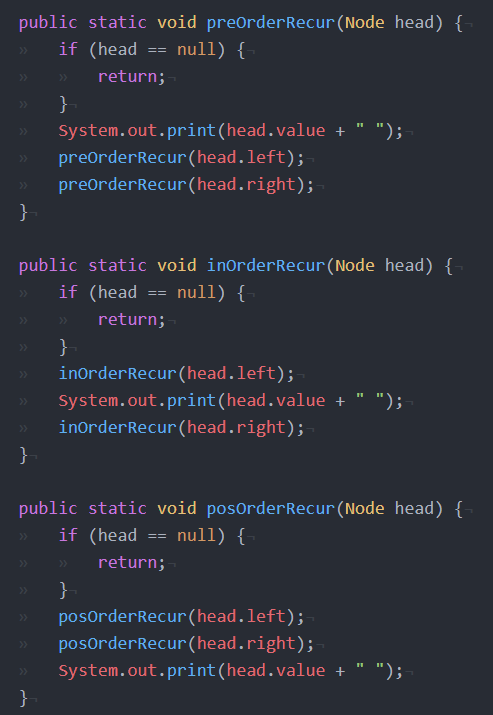 public static void preOrderRecur(Node head) {
    if (head == null) {
        return;
    }
    System.out.print(head.value + " ");
    preOrderRecur(head.left);
    preOrderRecur(head.right);
}

public static void inOrderRecur(Node head) {
    if (head == null) {
        return;
    }
    inOrderRecur(head.left);
    System.out.print(head.value + " ");
    inOrderRecur(head.right);
}

public static void posOrderRecur(Node head) {
    if (head == null) {
        return;
    }
    posOrderRecur(head.left);
    posOrderRecur(head.right);
    System.out.print(head.value + " ");
}